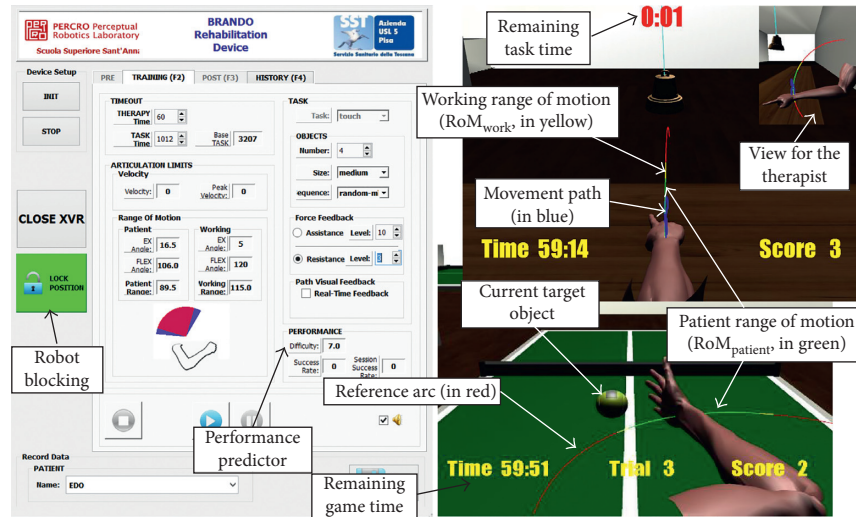 PERCRO Perceptual
Robotics Laboratory
Scuola Superiore Sant'Anna
BRANDO
Rehabilitation
Device
SST
Azienda
USL 5
Pisa
Servizio Sanitario della Toscana
Device Setup
INIT
STOP
CLOSE XVR
LOCK
POSITION
Robot
blocking
PRE
TRAINING (F2)
POST (F3)
HISTORY (F4)
TIMEOUT
THERAPY
Time
60
TASK
Time
1012
Base
TASK
3207
ARTICULATION LIMITS
Velocity
Velocity:
0
Peak
Velocity:
0
Range Of Motion
Patient
EX
Angle:
16.5
FLEX
Angle:
106.0
Patient
Range:
89.5
Working
EX
Angle:
5
FLEX
Angle:
120
Working
Range:
115.0
TASK
Task:
touch
OBJECTS
Number:
4
Size:
medium
equence:
random-m
Force Feedback
Assistance Level:
10
Resistance Level:
Path Visual Feedback
Real-Time Feedback
PERFORMANCE
Difficulty:
7.0
Success
Rate:
0
Session
Success
Rate:
0
Performance
predictor
Record Data
PATIENT
Name:
EDO
Remaining
game time
Remaining
task time
0:01
Working range of motion
(RoMwork, in yellow)
View for the
therapist
Movement path
(in blue)
Time 59:14
Score 3
Current target
object
Patient range of motion
(RoMpatient, in green)
Reference arc (in red)
Time 59:51
Trial 3
Score 2